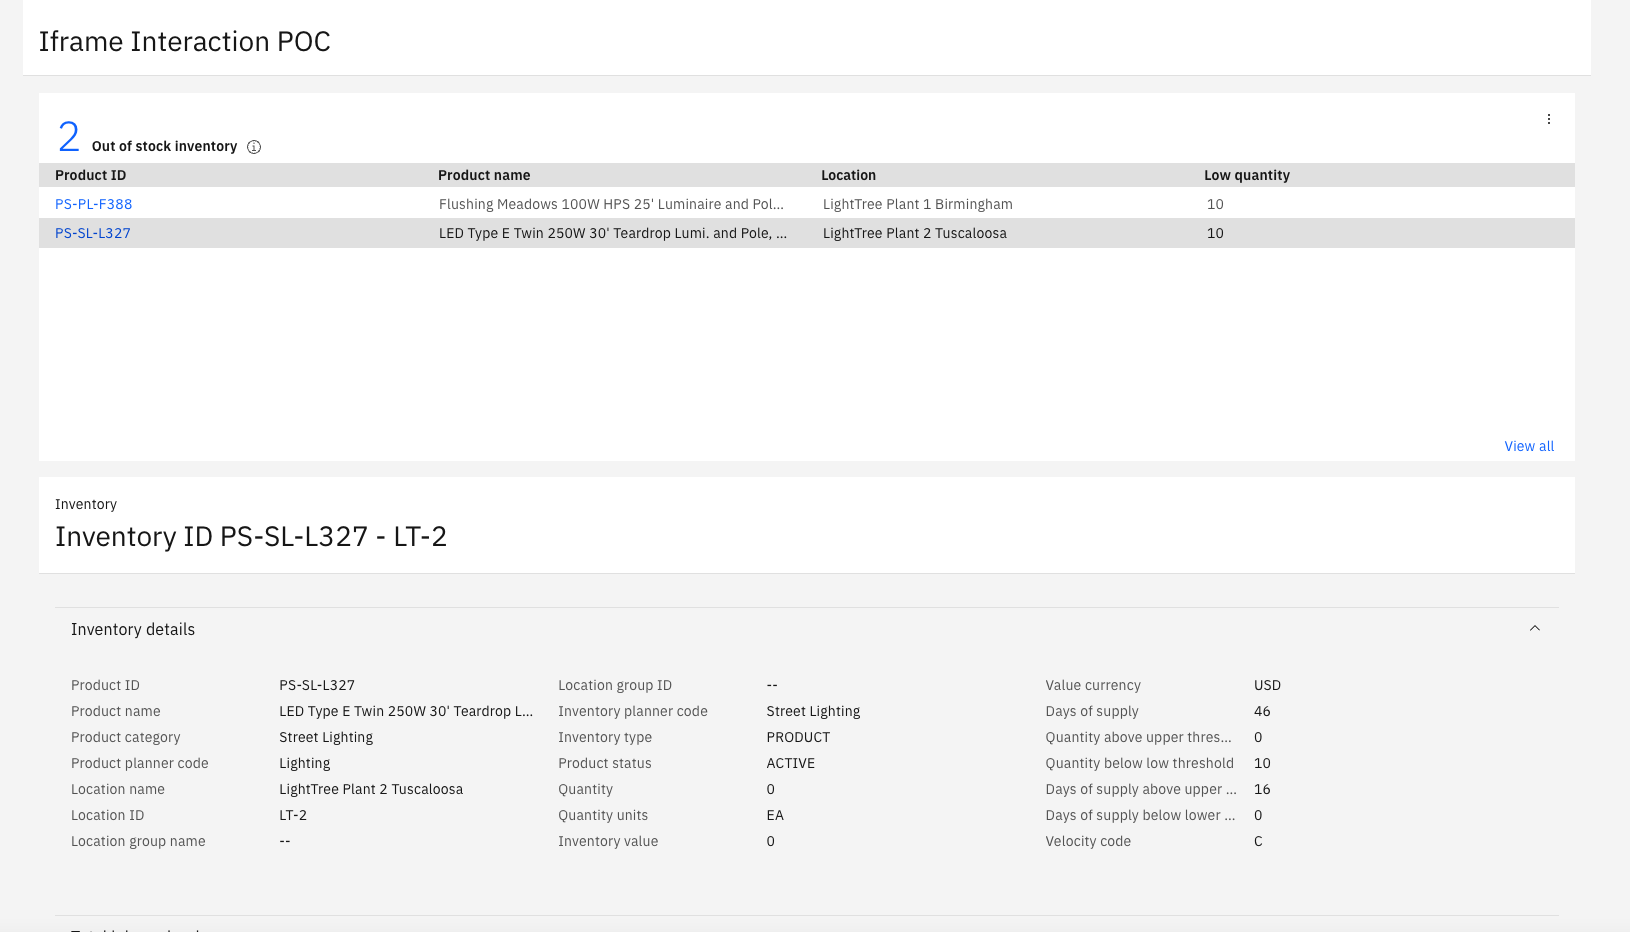 Iframe Interaction POC
2 Out of stock inventory
Product ID Product name Location Low quantity
PS-PL-F388 Flushing Meadows 100W HPS 25' Luminaire and Pol... LightTree Plant 1 Birmingham 10
PS-SL-L327 LED Type E Twin 250W 30' Teardrop Lumi. and Pole, ... LightTree Plant 2 Tuscaloosa 10
View all
Inventory
Inventory ID PS-SL-L327 - LT-2
Inventory details
Product ID PS-SL-L327 Location group ID -- Value currency USD
Product name LED Type E Twin 250W 30' Teardrop L... Inventory planner code Street Lighting Days of supply 46
Product category Street Lighting Inventory type PRODUCT Quantity above upper thres... 0
Product planner code Lighting Product status ACTIVE Quantity below low threshold 10
Location name LightTree Plant 2 Tuscaloosa Quantity 0 Days of supply above upper ... 16
Location ID LT-2 Quantity units EA Days of supply below lower ... 0
Location group name -- Inventory value 0 Velocity code C